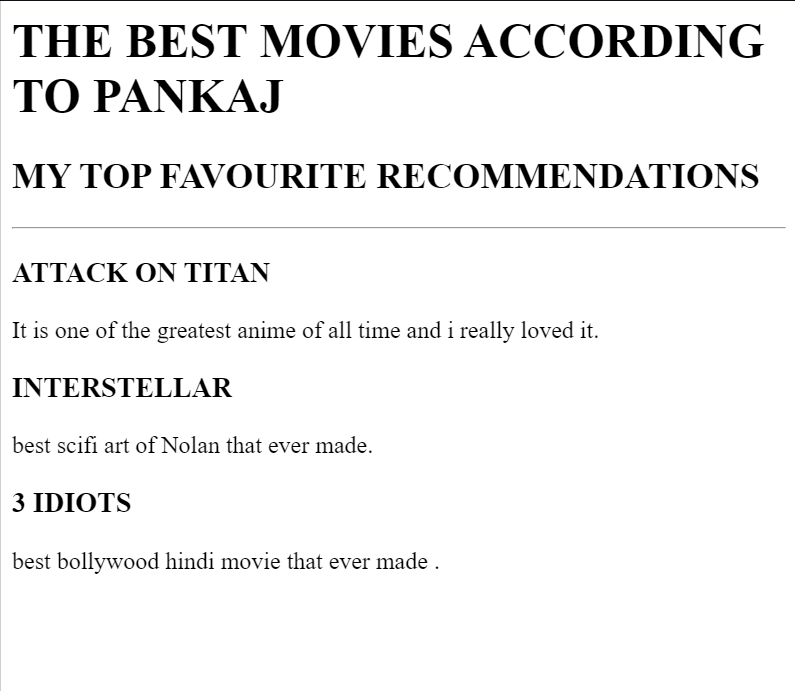 THE BEST MOVIES ACCORDING
TO PANKAJ
MY TOP FAVOURITE RECOMMENDATIONS
ATTACK ON TITAN
It is one of the greatest anime of all time and i really loved it.
INTERSTELLAR
best scifi art of Nolan that ever made.
3 IDIOTS
best bollywood hindi movie that ever made .